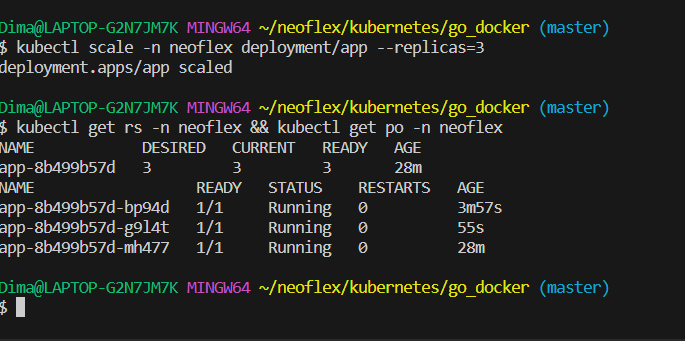 Dima@LAPTOP-G2N7JM7K MINGW64 ~/neoflex/kubernetes/go_docker (master)
$ kubectl scale -n neoflex deployment/app --replicas=3
deployment.apps/app scaled
Dima@LAPTOP-G2N7JM7K MINGW64 ~/neoflex/kubernetes/go_docker (master)
$ kubectl get rs -n neoflex && kubectl get po -n neoflex
NAME DESIRED CURRENT READY AGE
app-8b499b57d 3 3 3 28m
NAME READY STATUS RESTARTS AGE
app-8b499b57d-bp94d 1/1 Running 0 3m57s
app-8b499b57d-g9l4t 1/1 Running 0 55s
app-8b499b57d-mh477 1/1 Running 0 28m
Dima@LAPTOP-G2N7JM7K MINGW64 ~/neoflex/kubernetes/go_docker (master)
$